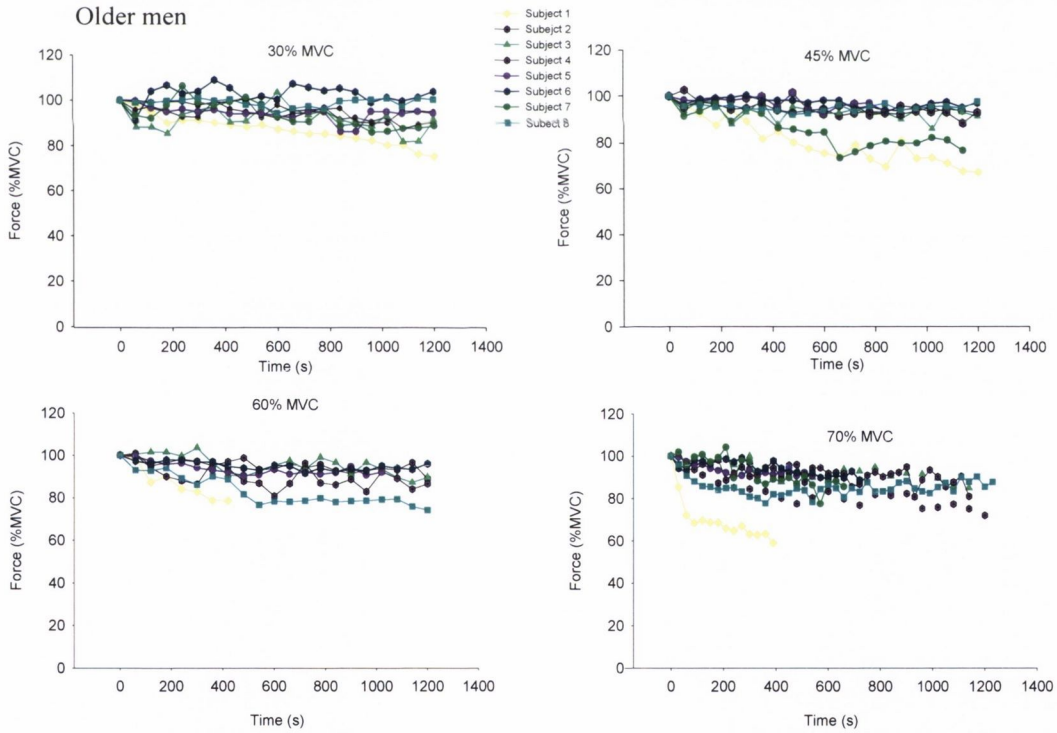 Older men
Subject 1
Subejct 2
Subject 3
Subject 4
Subject 5
Subject 6
Subject 7
Subect 8
30% MVC
120
100
80
60
40
20
0
Force (%MVC)
0 200 400 600 800 1000 1200 1400
Time (s)
45% MVC
120
100
80
60
40
20
0
Force (%MVC)
0 200 400 600 800 1000 1200 1400
Time (s)
60% MVC
120
100
80
60
40
20
0
Force (%MVC)
0 200 400 600 800 1000 1200 1400
Time (s)
70% MVC
120
100
80
60
40
20
0
Force (%MVC)
0 200 400 600 800 1000 1200 1400
Time (s)